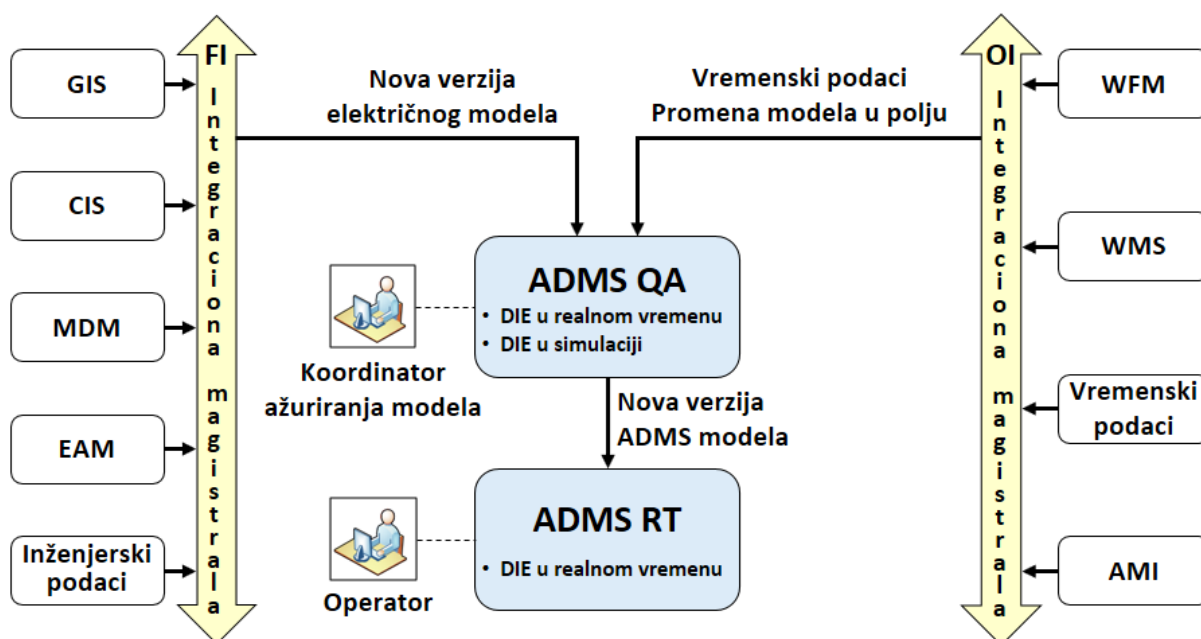 GIS
CIS
MDM
EAM
Inženjerski
podaci
FI
Integraciona magistrala
Nova verzija
električnog modela
Vremenski podaci
Promena modela u polju
ADMS QA
• DIE u realnom vremenu
• DIE u simulaciji
Koordinator
ažuriranja modela
Nova verzija
ADMS modela
ADMS RT
• DIE u realnom vremenu
Operator
OI
Integraciona magistrala
WFM
WMS
Vremenski
podaci
AMI